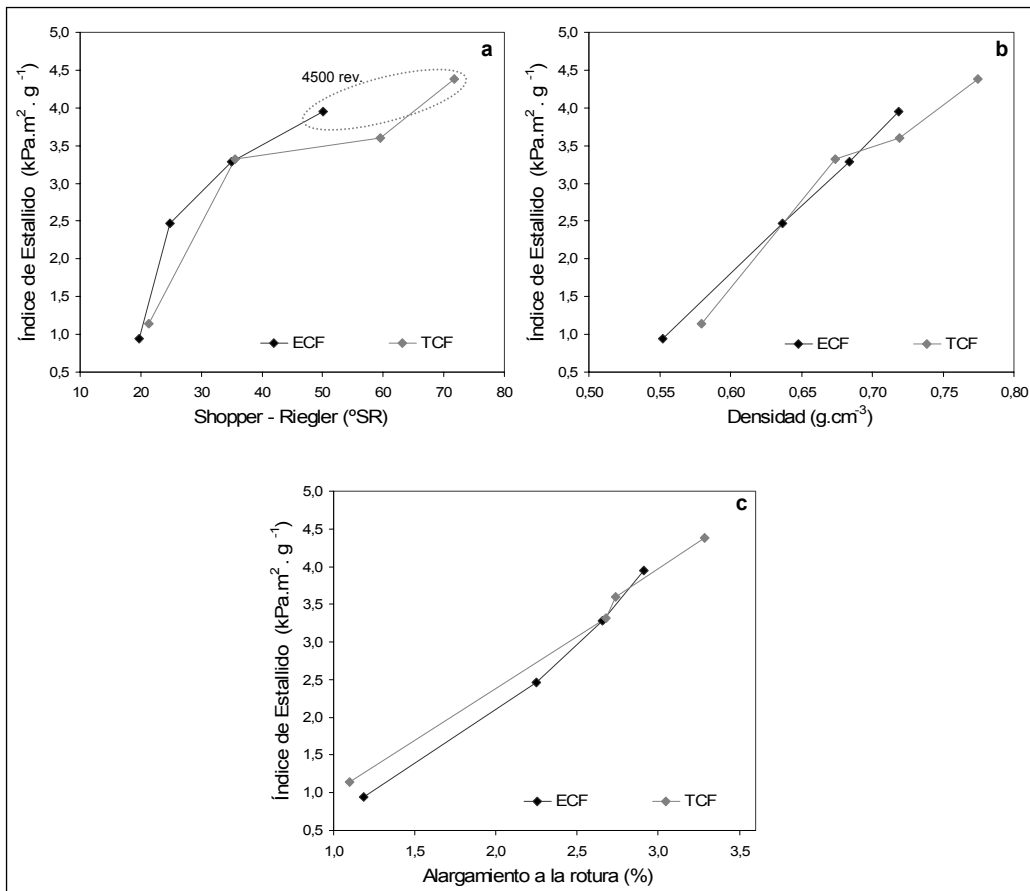 a
Índice de Estallido (kPa.m² . g⁻¹)
5,0
4,5
4,0
3,5
3,0
2,5
2,0
1,5
1,0
0,5
4500 rev.
ECF TCF
10 20 30 40 50 60 70 80
Shopper - Riegler (ºSR)
b
Índice de Estallido (kPa.m² . g⁻¹)
5,0
4,5
4,0
3,5
3,0
2,5
2,0
1,5
1,0
0,5
ECF TCF
0,50 0,55 0,60 0,65 0,70 0,75 0,80
Densidad (g.cm⁻³)
c
Índice de Estallido (kPa.m² . g⁻¹)
5,0
4,5
4,0
3,5
3,0
2,5
2,0
1,5
1,0
0,5
ECF TCF
1,0 1,5 2,0 2,5 3,0 3,5
Alargamiento a la rotura (%)